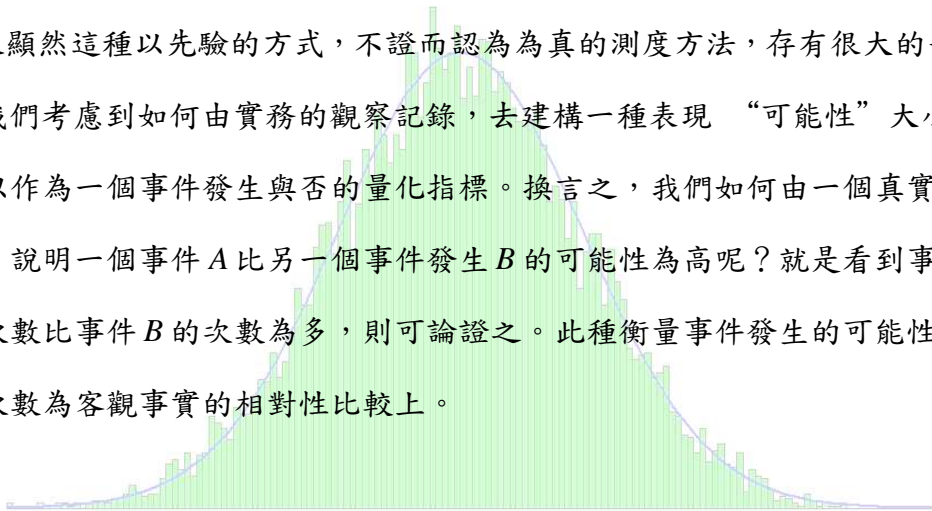 顯然這種以先驗的方式,不證而認為為真的測度方法,存有很大的
我們考慮到如何由實務的觀察記錄,去建構一種表現 “可能性”大小
以作為一個事件發生與否的量化指標。換言之,我們如何由一個真實
說明一個事件 A 比另一個事件發生 B 的可能性為高呢?就是看到事
次數比事件 B 的次數為多,則可論證之。此種衡量事件發生的可能性
次數為客觀事實的相對性比較上。